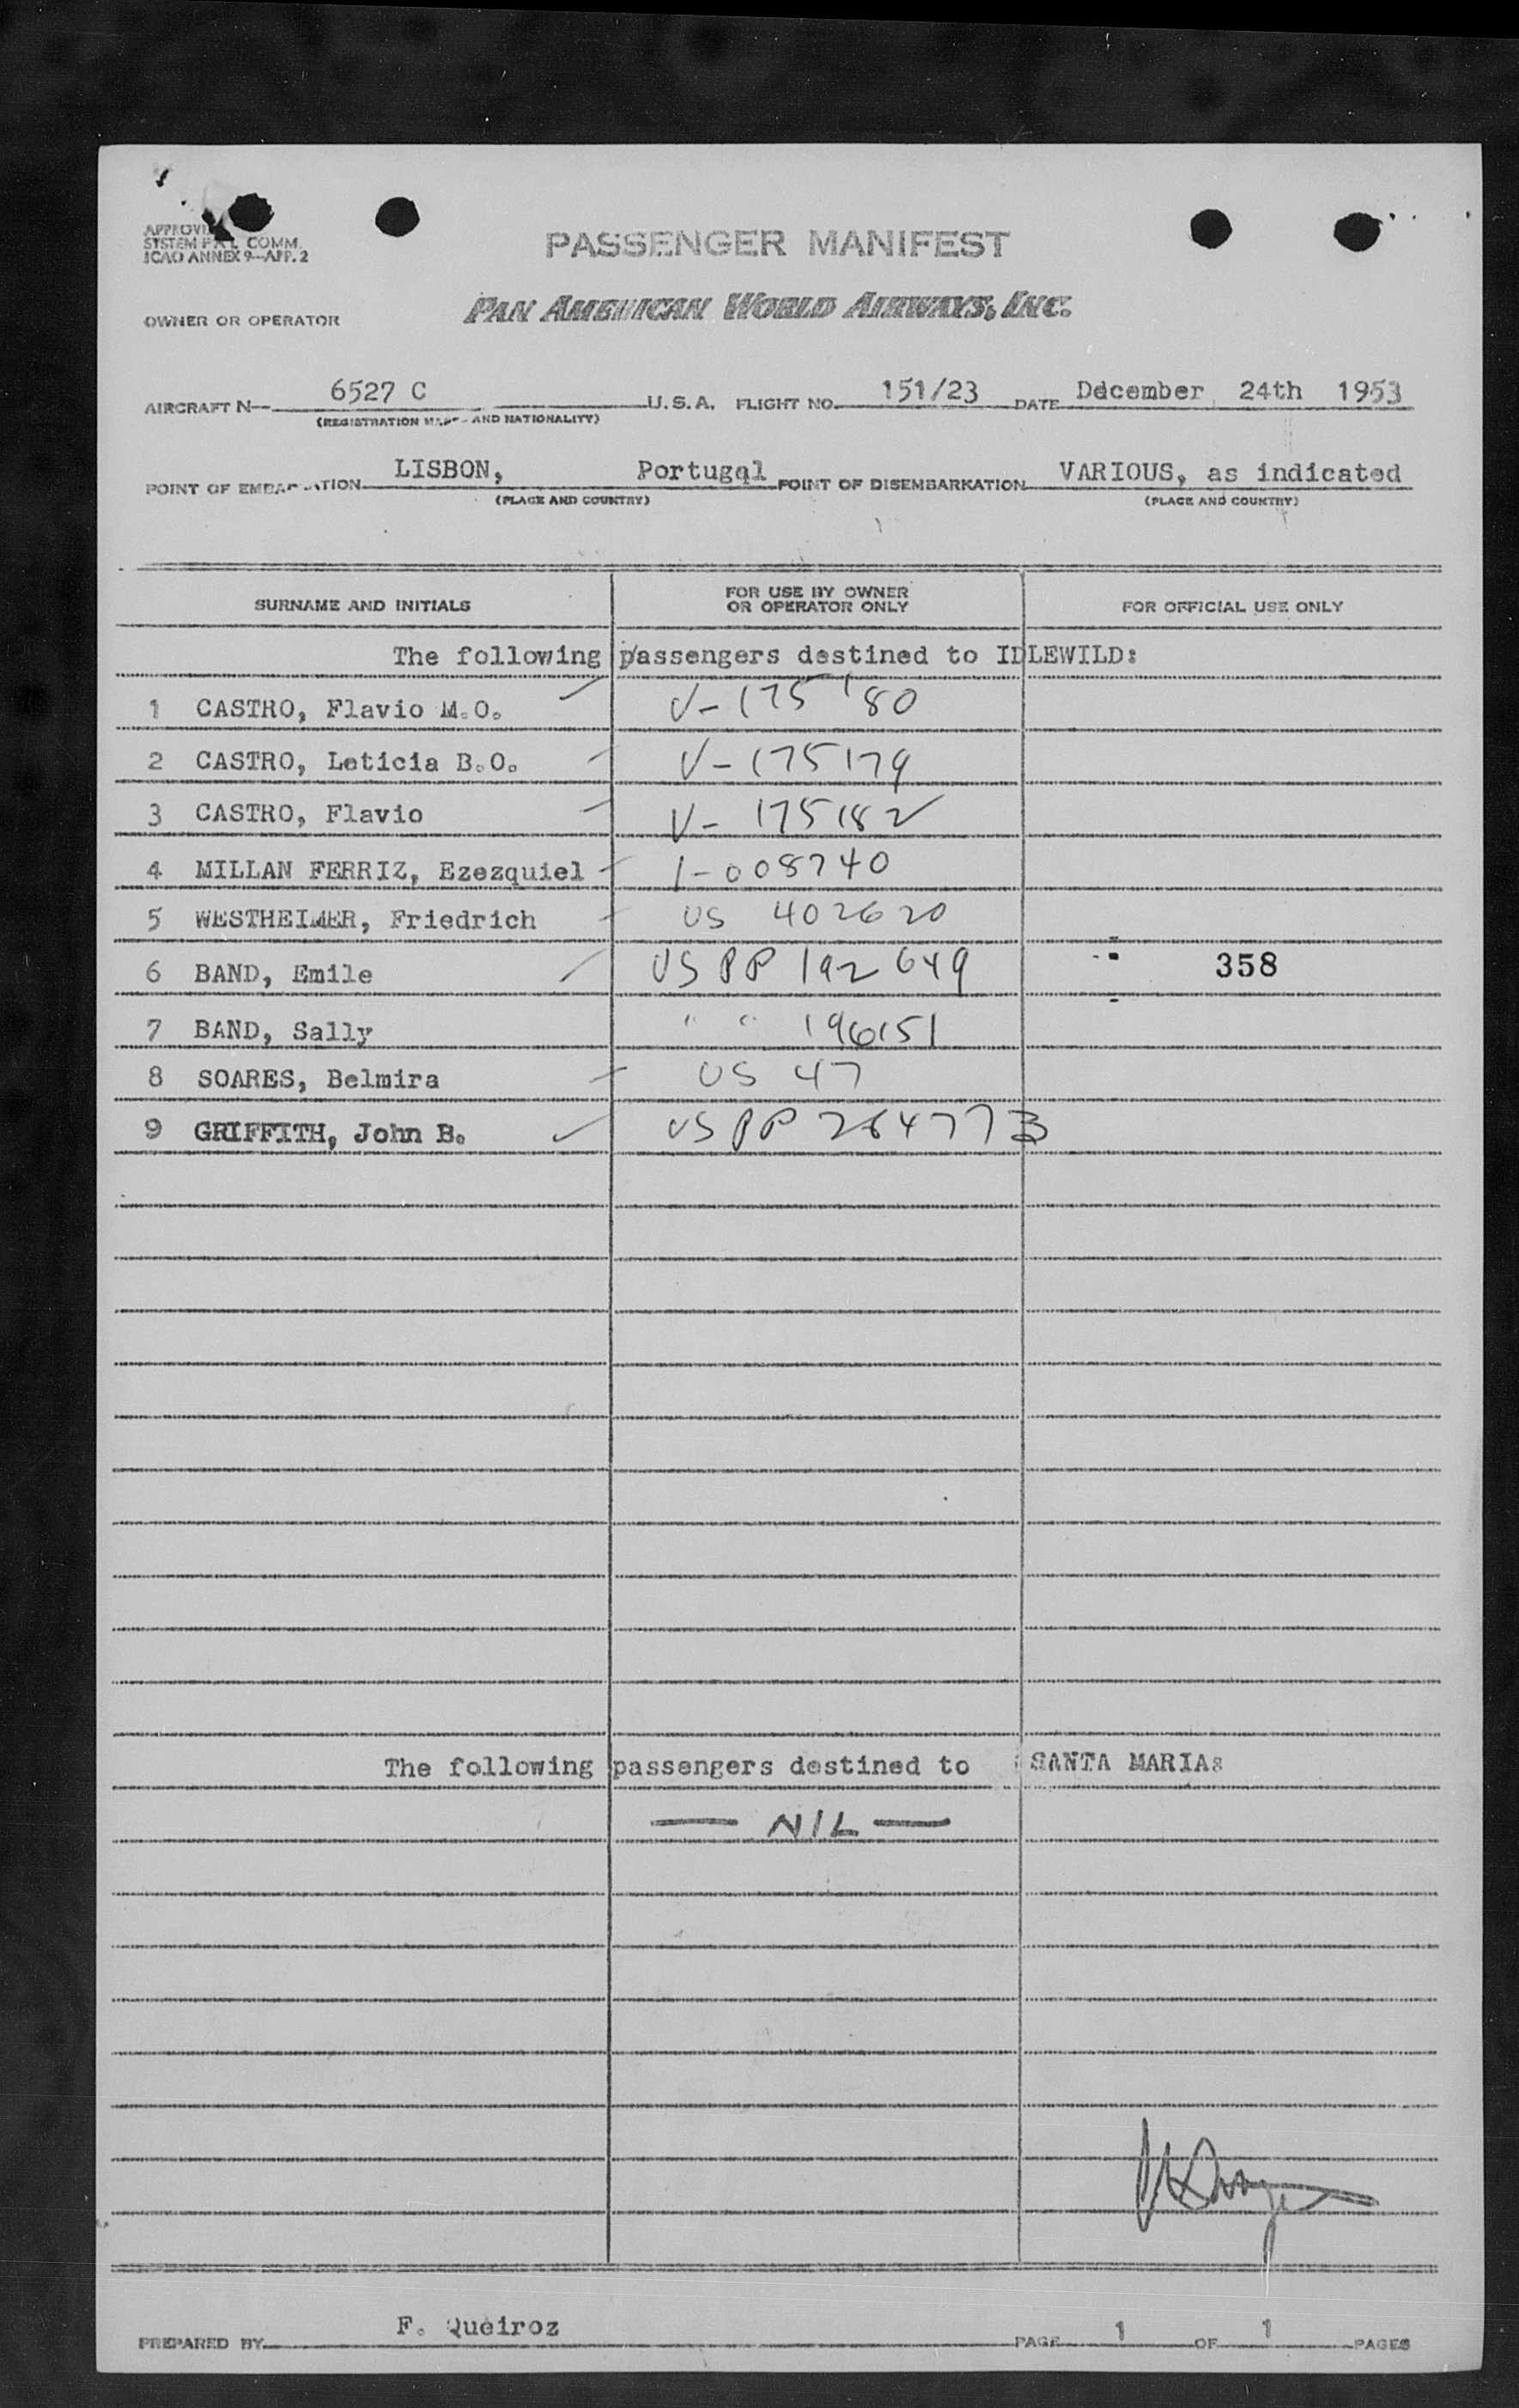 SYSTEM COMM.
ICAO ANNEX 9-APP. 2
PASSENGER MANIFEST
OWNER OR OPERATOR PAN AMERICAN WORLD AIRWAYS, INC.
AIRCRAFT N- 6527 C U.S.A. FLIGHT NO. 151/23 DATE December 24th 1953
(REGISTRATION MARK AND NATIONALITY)
POINT OF EMBARKATION LISBON, Portugal POINT OF DISEMBARKATION VARIOUS, as indicated
(PLACE AND COUNTRY) (PLACE AND COUNTRY)
SURNAME AND INITIALS FOR USE BY OWNER OR OPERATOR ONLY FOR OFFICIAL USE ONLY
The following passengers destined to IDLEWILD:
1 CASTRO, Flavio M.O. V-175180
2 CASTRO, Leticia B.O. V-175179
3 CASTRO, Flavio V-175182
4 MILLAN FERRIZ, Ezezquiel 1-008740
5 WESTHEIMER, Friedrich US 402620
6 BAND, Emile US PP 192649 358
7 BAND, Sally " " 196151
8 SOARES, Belmira US 47
9 GRIFFITH, John B. US PP 264773
The following passengers destined to SANTA MARIA:
— NIL —
PREPARED BY F. Queiroz PAGE 1 OF 1 PAGES